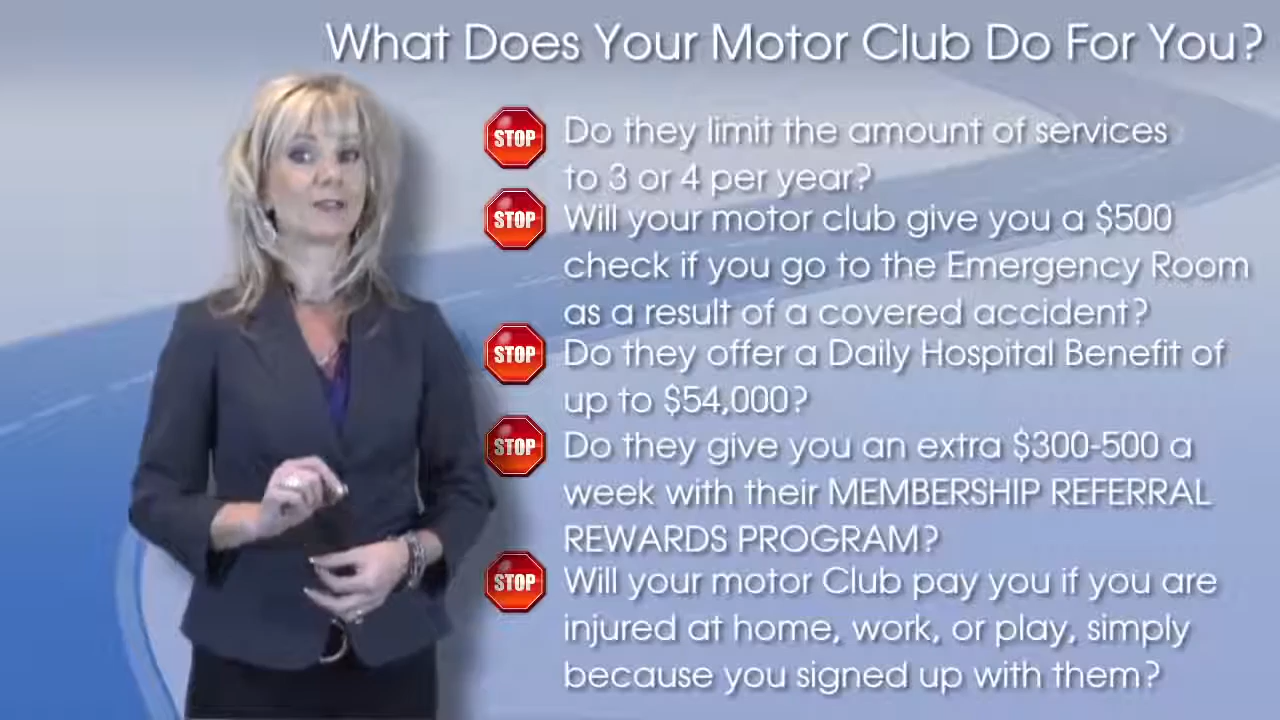 What Does Your Motor Club Do For You?
STOP Do they limit the amount of services
to 3 or 4 per year?
STOP Will your motor club give you a $500
check if you go to the Emergency Room
as a result of a covered accident?
STOP Do they offer a Daily Hospital Benefit of
up to $54,000?
STOP Do they give you an extra $300-500 a
week with their MEMBERSHIP REFERRAL
REWARDS PROGRAM?
STOP Will your motor Club pay you if you are
injured at home, work, or play, simply
because you signed up with them?